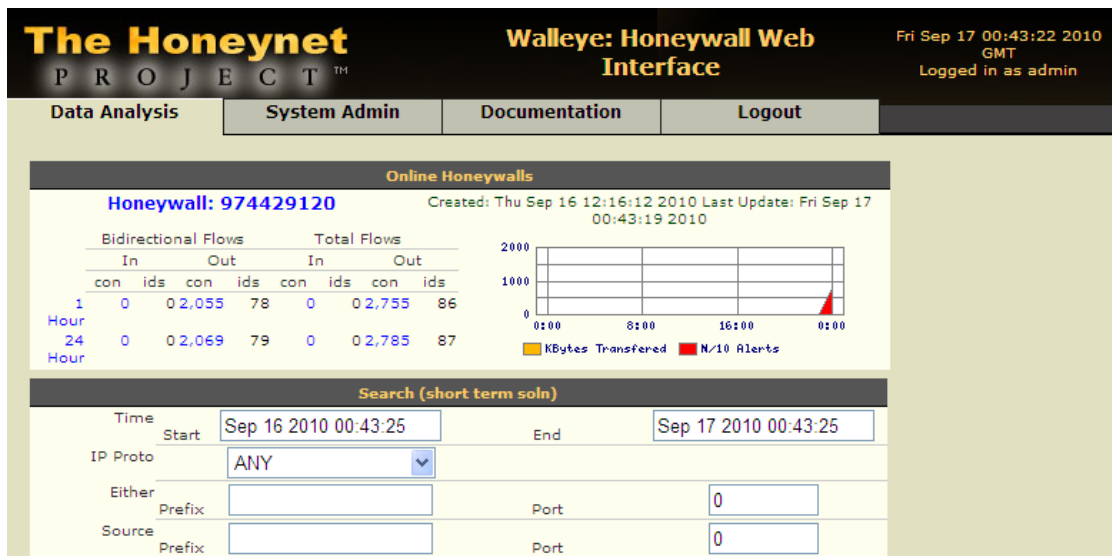 The Honeynet
PROJECT™
Walleye: Honeywall Web
Interface
Fri Sep 17 00:43:22 2010
GMT
Logged in as admin
Data Analysis System Admin Documentation Logout
Online Honeywalls
Honeywall: 974429120
Created: Thu Sep 16 12:16:12 2010 Last Update: Fri Sep 17
00:43:19 2010
Bidirectional Flows Total Flows
In Out In Out
con ids con ids con ids con ids
1 0 0 2,055 78 0 0 2,755 86
Hour
24 0 0 2,069 79 0 0 2,785 87
Hour
2000
1000
0
0:00 8:00 16:00 0:00
KBytes Transfered N/10 Alerts
Search (short term soln)
Time
Start Sep 16 2010 00:43:25 End Sep 17 2010 00:43:25
IP Proto ANY
Either
Prefix Port 0
Source
Prefix Port 0